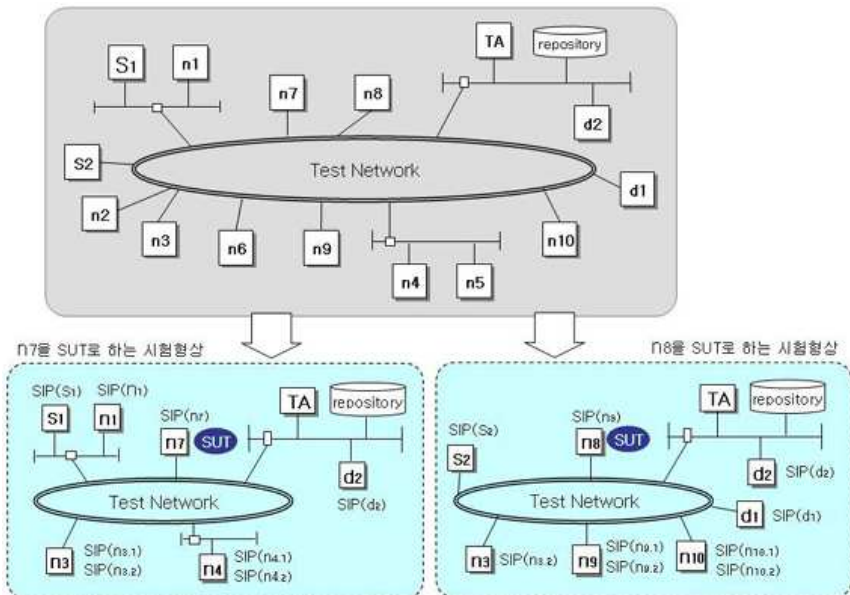 S1
n1
n7
n8
TA
repository
d2
S2
Test Network
d1
n2
n3
n6
n9
n4
n5
n10
n7을 SUT로 하는 시험형상
SIP(S1) SIP(n1)
S1
n1
SIP(n7)
n7
SUT
TA
repository
d2
SIP(d2)
Test Network
n3
SIP(n3.1)
SIP(n3.2)
n4
SIP(n4.1)
SIP(n4.2)
n8을 SUT로 하는 시험형상
SIP(S2)
S2
SIP(n8)
n8
SUT
TA
repository
d2
SIP(d2)
Test Network
d1
SIP(d1)
n3
SIP(n3.2)
n9
SIP(n9.1)
SIP(n9.2)
n10
SIP(n10.1)
SIP(n10.2)